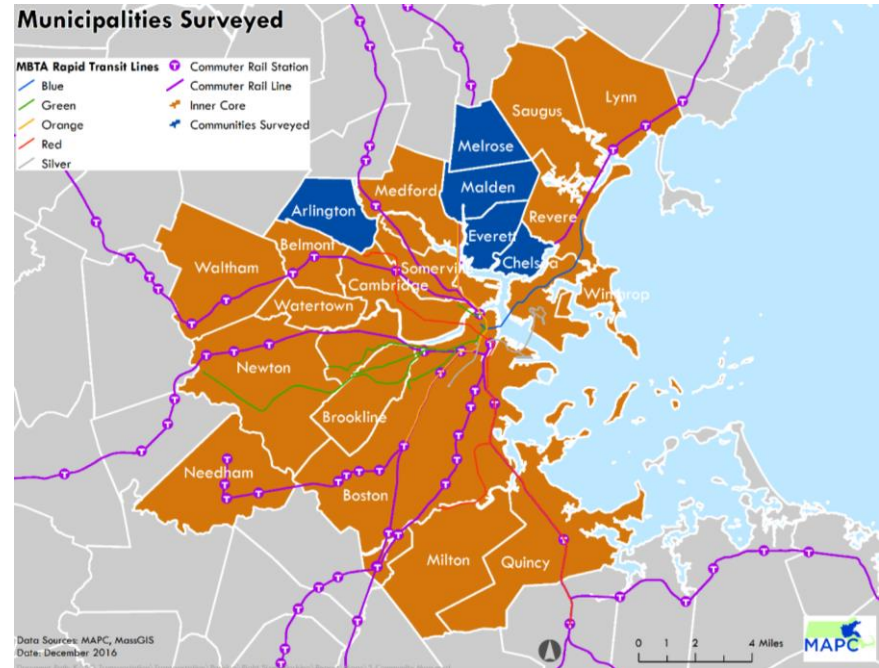 Municipalities Surveyed
MBTA Rapid Transit Lines
Blue
Green
Orange
Red
Silver
Commuter Rail Station
Commuter Rail Line
Inner Core
Communities Surveyed
Lynn
Saugus
Melrose
Malden
Medford
Arlington
Revere
Everett
Belmont
Chelsea
Somerville
Waltham
Cambridge
Winthrop
Watertown
Newton
Brookline
Needham
Boston
Milton
Quincy
Data Sources: MAPC, MassGIS
Date: December 2016
0 1 2 4 Miles
MAPC